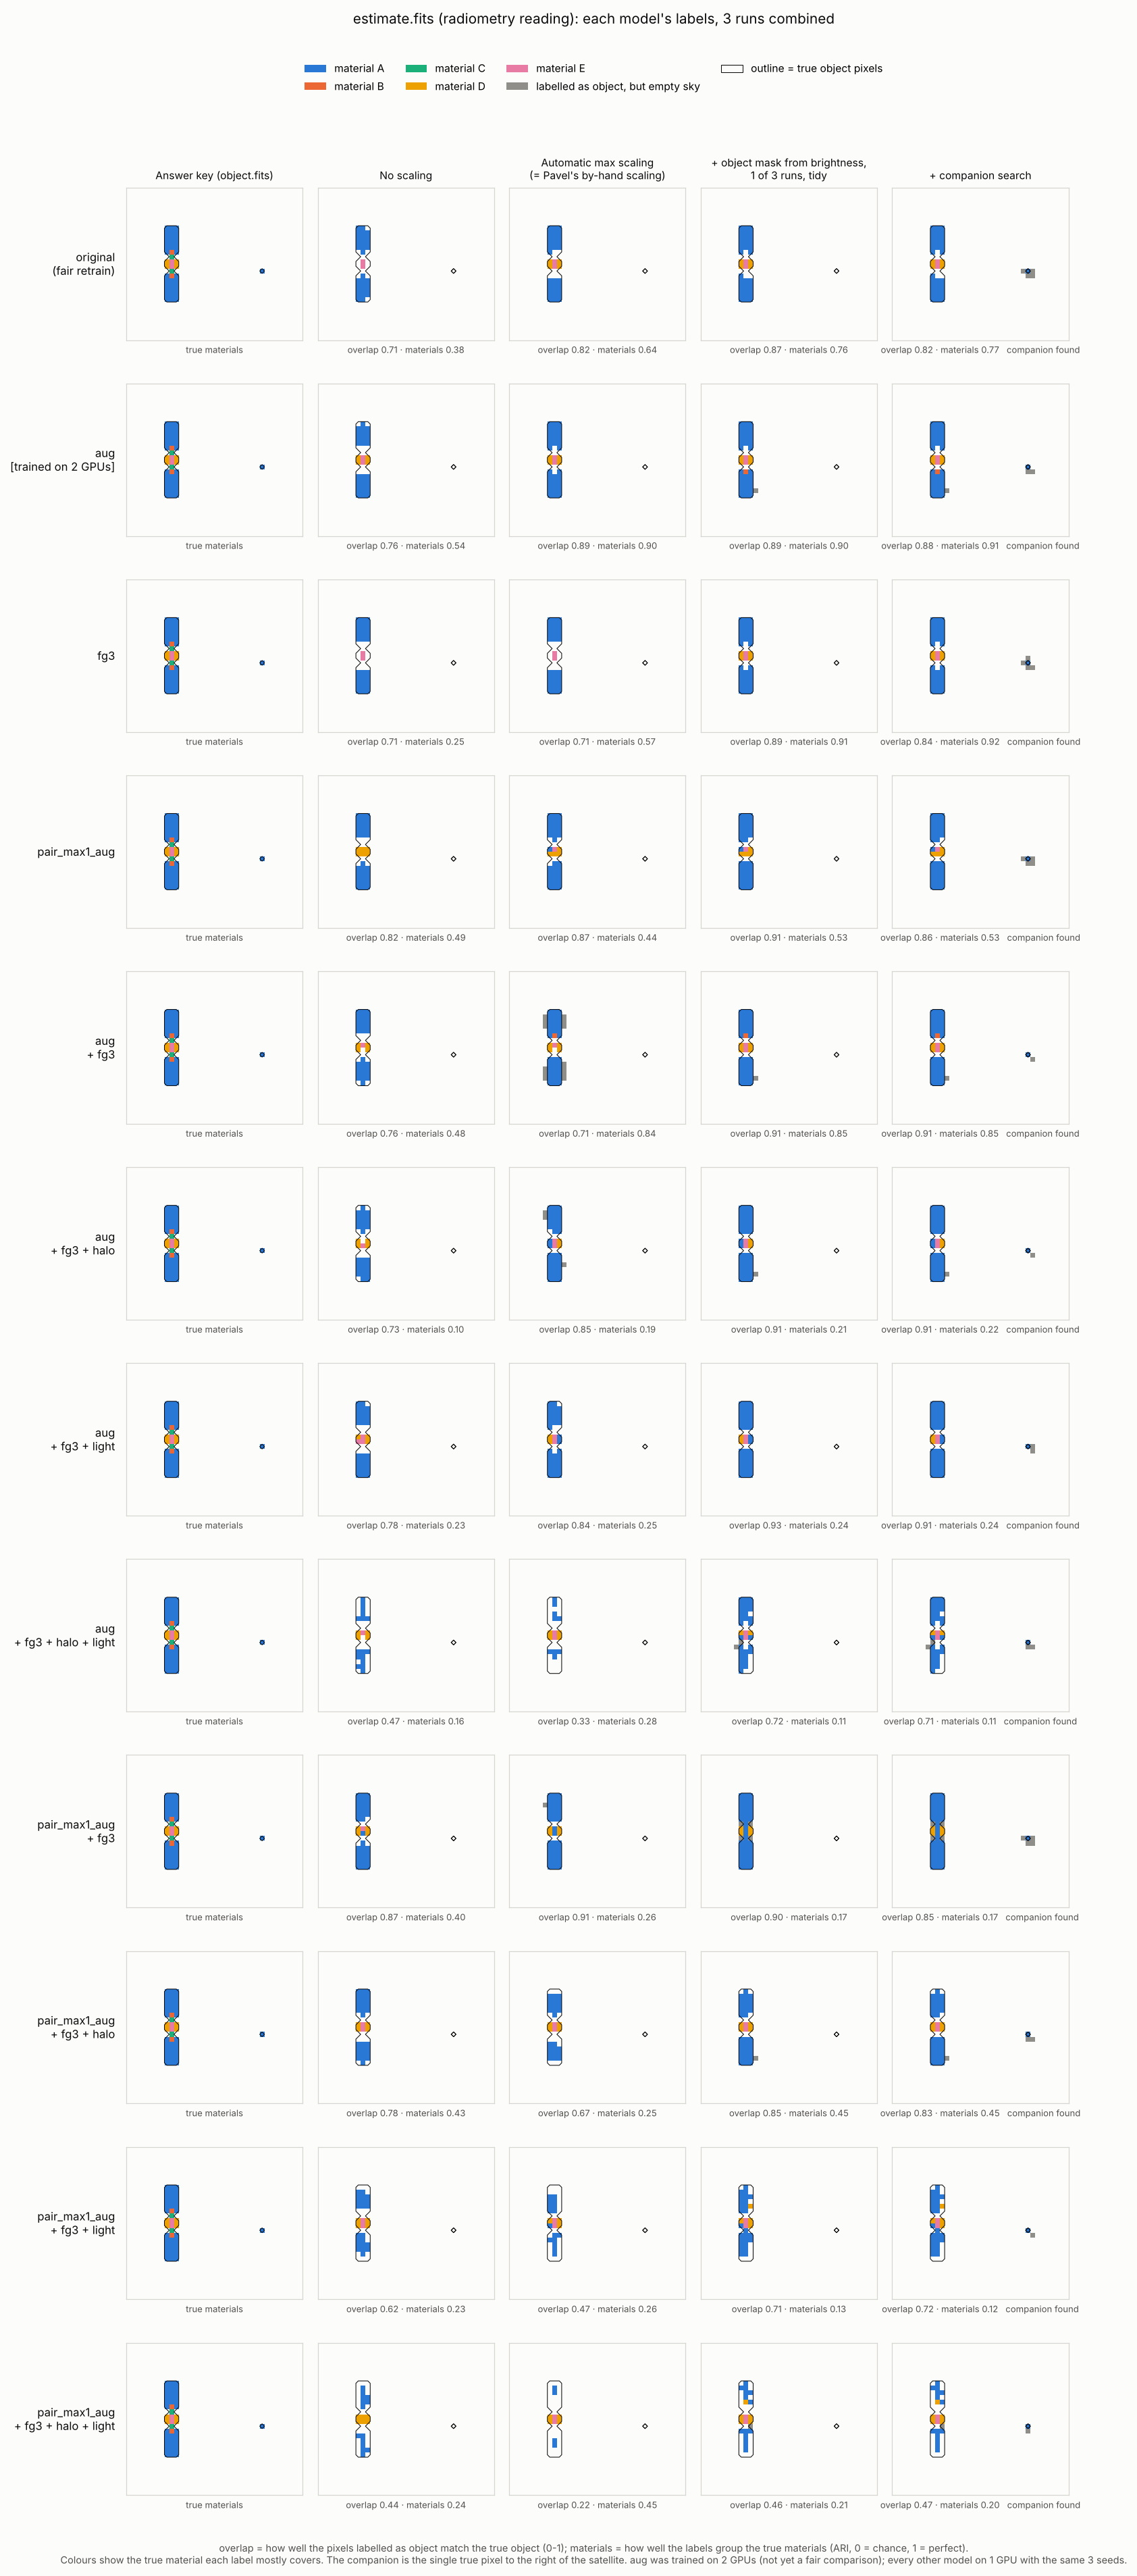 estimate.fits (radiometry reading): each model's labels, 3 runs combined
material A
material C
material E
outline = true object pixels
material B
material D
labelled as object, but empty sky
Answer key (object.fits)
No scaling
Automatic max scaling
(= Pavel's by-hand scaling)
+ object mask from brightness,
1 of 3 runs, tidy
+ companion search
original
(fair retrain)
true materials
overlap 0.71 · materials 0.38
overlap 0.82 · materials 0.64
overlap 0.87 · materials 0.76
overlap 0.82 · materials 0.77 companion found
aug
[trained on 2 GPUs]
true materials
overlap 0.76 · materials 0.54
overlap 0.89 · materials 0.90
overlap 0.89 · materials 0.90
overlap 0.88 · materials 0.91 companion found
fg3
true materials
overlap 0.71 · materials 0.25
overlap 0.71 · materials 0.57
overlap 0.89 · materials 0.91
overlap 0.84 · materials 0.92 companion found
pair_max1_aug
true materials
overlap 0.82 · materials 0.49
overlap 0.87 · materials 0.44
overlap 0.91 · materials 0.53
overlap 0.86 · materials 0.53 companion found
aug
+ fg3
true materials
overlap 0.76 · materials 0.48
overlap 0.71 · materials 0.84
overlap 0.91 · materials 0.85
overlap 0.91 · materials 0.85 companion found
aug
+ fg3 + halo
true materials
overlap 0.73 · materials 0.10
overlap 0.85 · materials 0.19
overlap 0.91 · materials 0.21
overlap 0.91 · materials 0.22 companion found
aug
+ fg3 + light
true materials
overlap 0.78 · materials 0.23
overlap 0.84 · materials 0.25
overlap 0.93 · materials 0.24
overlap 0.91 · materials 0.24 companion found
aug
+ fg3 + halo + light
true materials
overlap 0.47 · materials 0.16
overlap 0.33 · materials 0.28
overlap 0.72 · materials 0.11
overlap 0.71 · materials 0.11 companion found
pair_max1_aug
+ fg3
true materials
overlap 0.87 · materials 0.40
overlap 0.91 · materials 0.26
overlap 0.90 · materials 0.17
overlap 0.85 · materials 0.17 companion found
pair_max1_aug
+ fg3 + halo
true materials
overlap 0.78 · materials 0.43
overlap 0.67 · materials 0.25
overlap 0.85 · materials 0.45
overlap 0.83 · materials 0.45 companion found
pair_max1_aug
+ fg3 + light
true materials
overlap 0.62 · materials 0.23
overlap 0.47 · materials 0.26
overlap 0.71 · materials 0.13
overlap 0.72 · materials 0.12 companion found
pair_max1_aug
+ fg3 + halo + light
true materials
overlap 0.44 · materials 0.24
overlap 0.22 · materials 0.45
overlap 0.46 · materials 0.21
overlap 0.47 · materials 0.20 companion found
overlap = how well the pixels labelled as object match the true object (0-1); materials = how well the labels group the true materials (ARI, 0 = chance, 1 = perfect).
Colours show the true material each label mostly covers. The companion is the single true pixel to the right of the satellite. aug was trained on 2 GPUs (not yet a fair comparison); every other model on 1 GPU with the same 3 seeds.